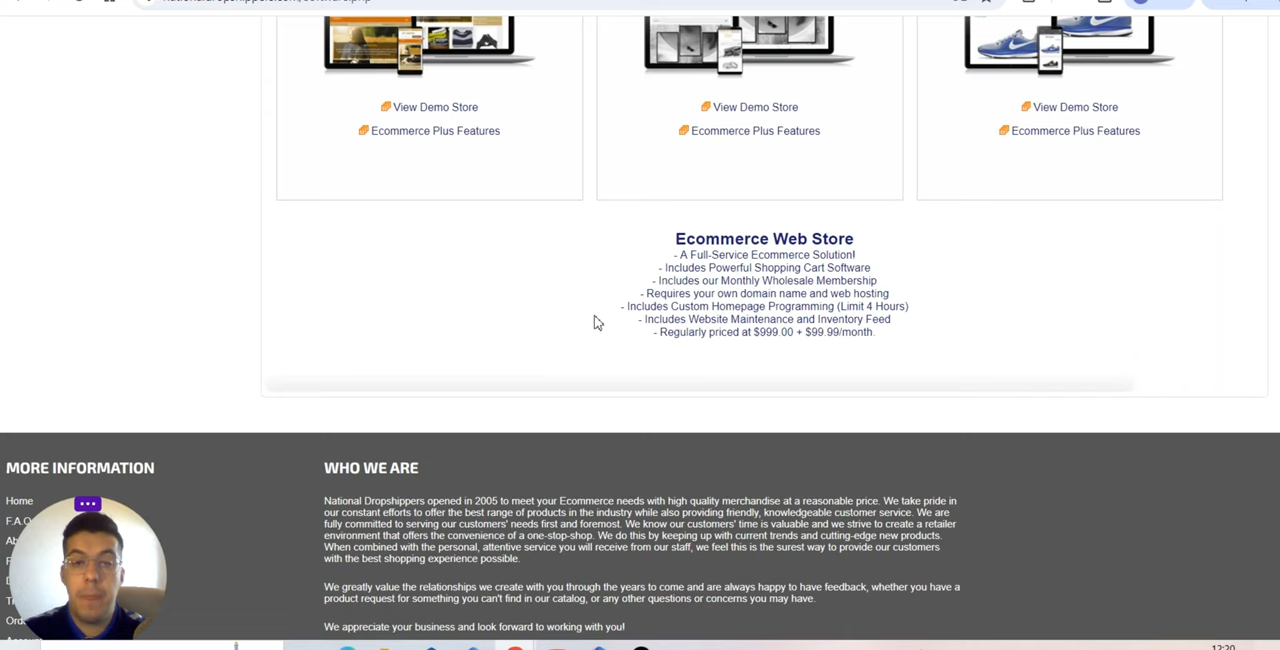 View Demo Store
Ecommerce Plus Features
View Demo Store
Ecommerce Plus Features
View Demo Store
Ecommerce Plus Features
Ecommerce Web Store
- A Full-Service Ecommerce Solution!
- Includes Powerful Shopping Cart Software
- Includes our Monthly Wholesale Membership
- Requires your own domain name and web hosting
- Includes Custom Homepage Programming (Limit 4 Hours)
- Includes Website Maintenance and Inventory Feed
- Regularly priced at $999.00 + $99.99/month.
MORE INFORMATION
Home
F.A.Q
WHO WE ARE
National Dropshippers opened in 2005 to meet your Ecommerce needs with high quality merchandise at a reasonable price. We take pride in
our constant efforts to offer the best range of products in the industry while also providing friendly, knowledgeable customer service. We are
fully committed to serving our customers' needs first and foremost. We know our customers' time is valuable and we strive to create a retailer
environment that offers the convenience of a one-stop-shop. We do this by keeping up with current trends and cutting-edge new products.
When combined with the personal, attentive service you will receive from our staff, we feel this is the surest way to provide our customers
with the best shopping experience possible.
We greatly value the relationships we create with you through the years to come and are always happy to have feedback, whether you have a
product request for something you can't find in our catalog, or any other questions or concerns you may have.
We appreciate your business and look forward to working with you!
12:20